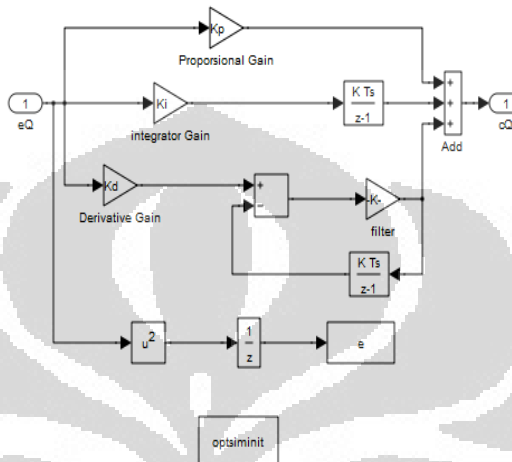 Kp
Proporsional Gain
1
eQ
Ki
integrator Gain
K Ts
z-1
+
+
+
Add
1
cQ
Kd
Derivative Gain
+
−
-K-
filter
K Ts
z-1
u2
1
z
e
optsiminit